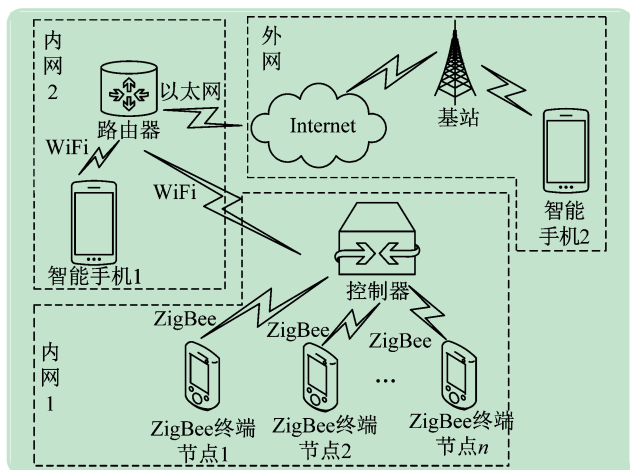 内
网
2
路由器
以太网
WiFi
WiFi
智能手机1
外
网
Internet
基站
智能
手机2
内
网
1
控制器
ZigBee
ZigBee
ZigBee
...
ZigBee终端
节点1
ZigBee终端
节点2
ZigBee终端
节点n